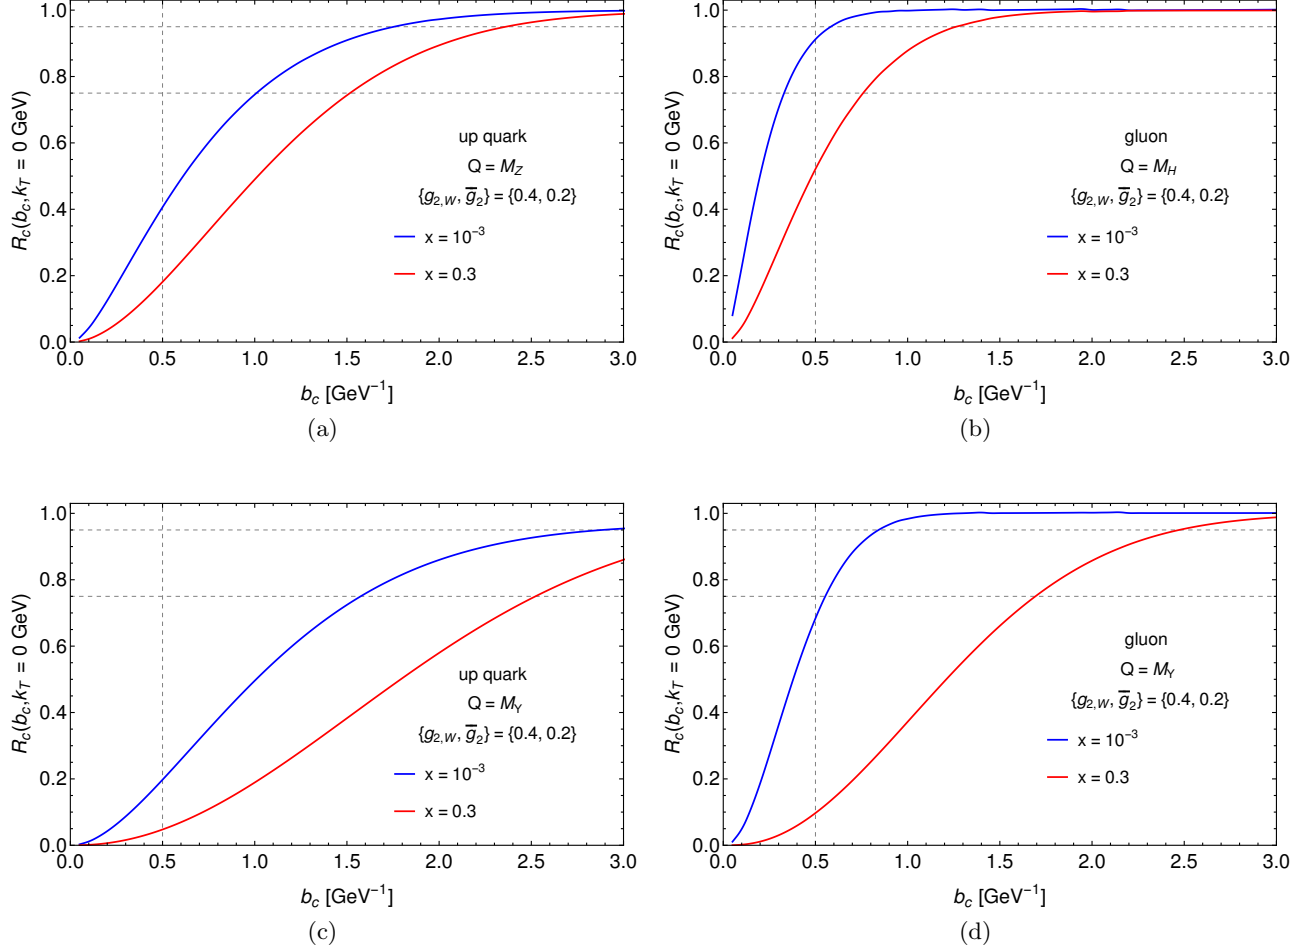 R_c(b_c,k_T = 0 GeV)
1.0
0.8
0.6
0.4
0.2
0.0
up quark
Q = M_Z
{g_{2,W}, g̅_2} = {0.4, 0.2}
x = 10⁻³
x = 0.3
0.0 0.5 1.0 1.5 2.0 2.5 3.0
b_c [GeV⁻¹]
(a)
R_c(b_c,k_T = 0 GeV)
1.0
0.8
0.6
0.4
0.2
0.0
gluon
Q = M_H
{g_{2,W}, g̅_2} = {0.4, 0.2}
x = 10⁻³
x = 0.3
0.0 0.5 1.0 1.5 2.0 2.5 3.0
b_c [GeV⁻¹]
(b)
R_c(b_c,k_T = 0 GeV)
1.0
0.8
0.6
0.4
0.2
0.0
up quark
Q = M_Y
{g_{2,W}, g̅_2} = {0.4, 0.2}
x = 10⁻³
x = 0.3
0.0 0.5 1.0 1.5 2.0 2.5 3.0
b_c [GeV⁻¹]
(c)
R_c(b_c,k_T = 0 GeV)
1.0
0.8
0.6
0.4
0.2
0.0
gluon
Q = M_Y
{g_{2,W}, g̅_2} = {0.4, 0.2}
x = 10⁻³
x = 0.3
0.0 0.5 1.0 1.5 2.0 2.5 3.0
b_c [GeV⁻¹]
(d)